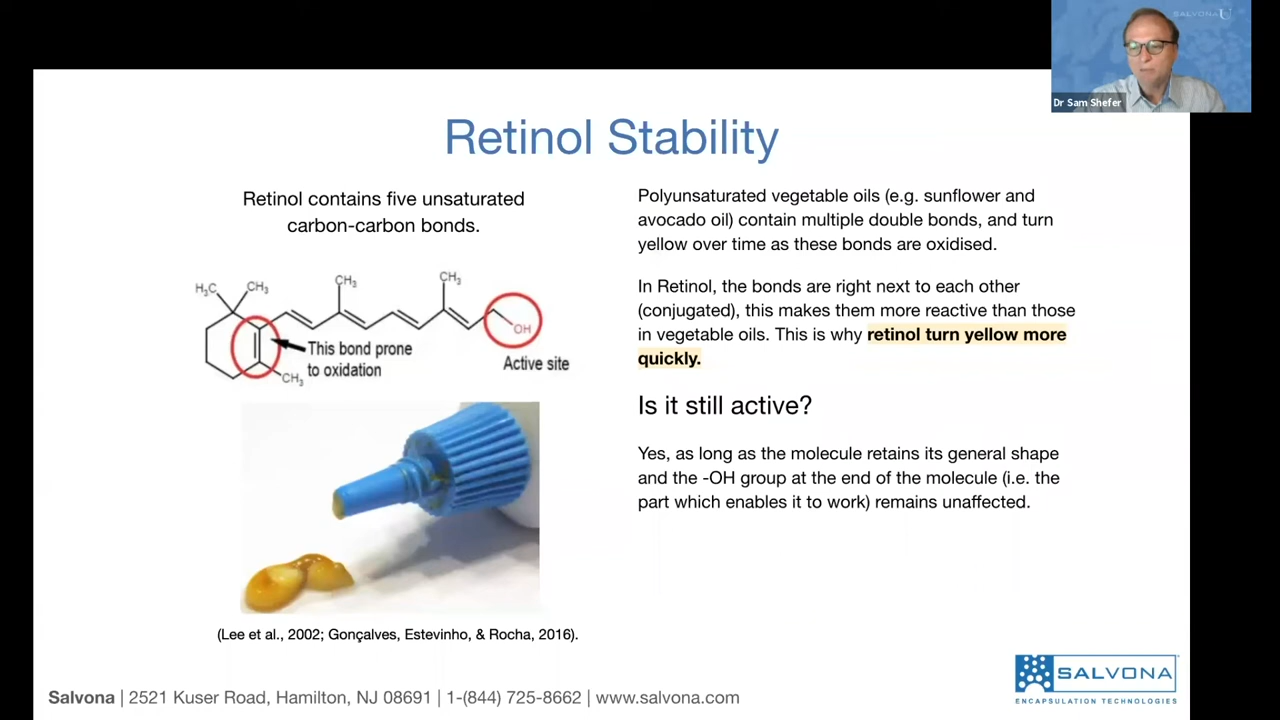 SALVONA U
Dr Sam Shefer
Retinol Stability
Retinol contains five unsaturated
carbon-carbon bonds.
H₃C
CH₃
CH₃
CH₃
OH
This bond prone
to oxidation
CH₃
Active site
(Lee et al., 2002; Gonçalves, Estevinho, & Rocha, 2016).
Polyunsaturated vegetable oils (e.g. sunflower and
avocado oil) contain multiple double bonds, and turn
yellow over time as these bonds are oxidised.
In Retinol, the bonds are right next to each other
(conjugated), this makes them more reactive than those
in vegetable oils. This is why retinol turn yellow more
quickly.
Is it still active?
Yes, as long as the molecule retains its general shape
and the -OH group at the end of the molecule (i.e. the
part which enables it to work) remains unaffected.
Salvona | 2521 Kuser Road, Hamilton, NJ 08691 | 1-(844) 725-8662 | www.salvona.com
SALVONA
ENCAPSULATION TECHNOLOGIES